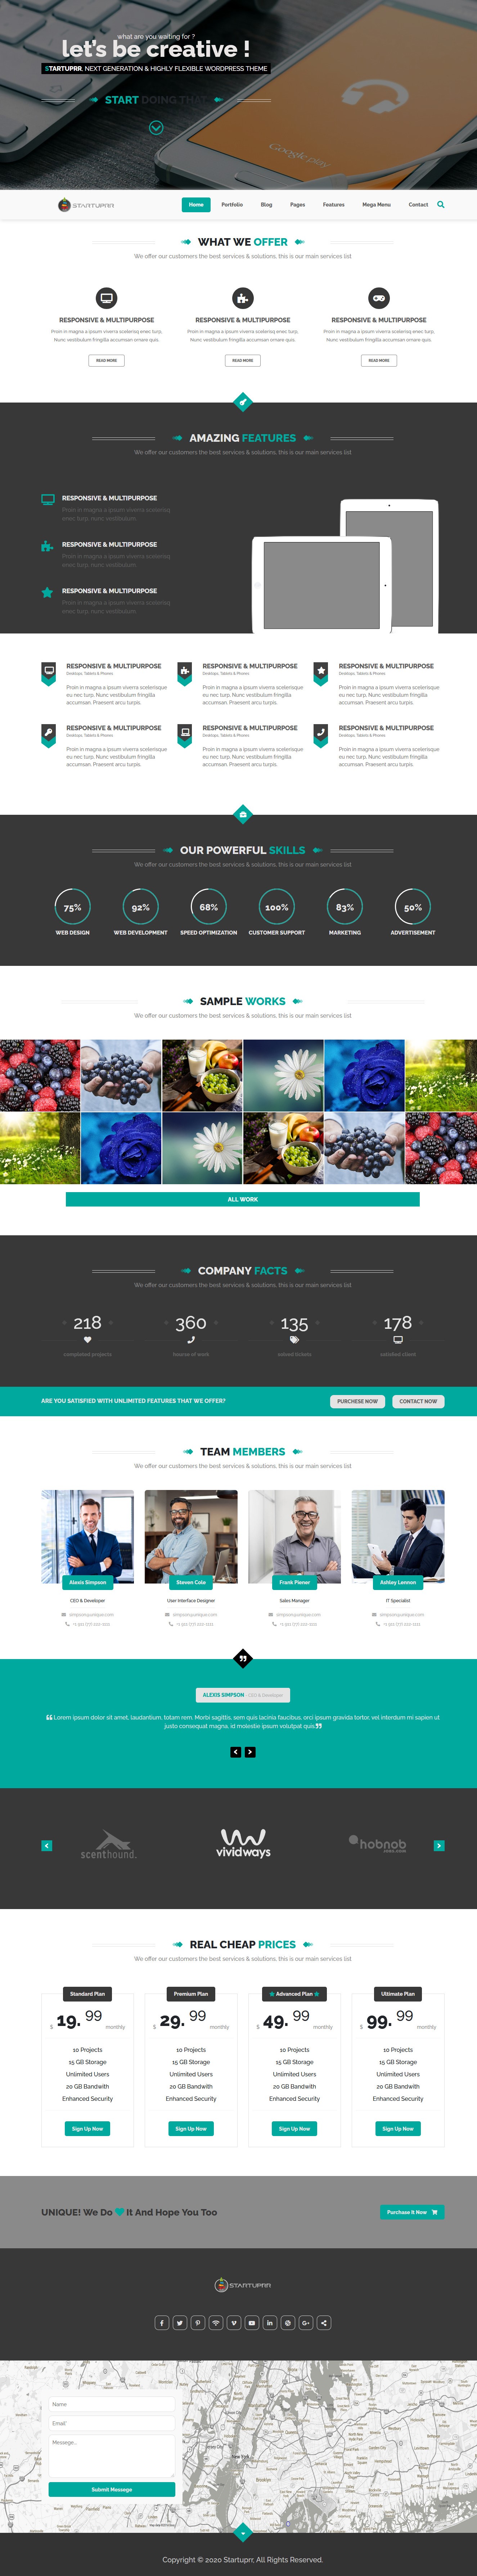 what are you waiting for ?
let's be creative !
STARTUPRR, NEXT GENERATION & HIGHLY FLEXIBLE WORDPRESS THEME
START DOING THAT
Google play
STARTUPRR
Home Portfolio Blog Pages Features Mega Menu Contact
WHAT WE OFFER
We offer our customers the best services & solutions, this is our main services list
RESPONSIVE & MULTIPURPOSE RESPONSIVE & MULTIPURPOSE RESPONSIVE & MULTIPURPOSE
Proin in magna a ipsum viverra scelerisq enec turp, Proin in magna a ipsum viverra scelerisq enec turp, Proin in magna a ipsum viverra scelerisq enec turp,
Nunc vestibulum fringilla accumsan ornare quis. Nunc vestibulum fringilla accumsan ornare quis. Nunc vestibulum fringilla accumsan ornare quis.
READ MORE READ MORE READ MORE
AMAZING FEATURES
We offer our customers the best services & solutions, this is our main services list
RESPONSIVE & MULTIPURPOSE
Proin in magna a ipsum viverra scelerisq
enec turp, nunc vestibulum
RESPONSIVE & MULTIPURPOSE
Proin in magna a ipsum viverra scelerisq
enec turp, nunc vestibulum
RESPONSIVE & MULTIPURPOSE
Proin in magna a ipsum viverra scelerisq
enec turp, nunc vestibulum
RESPONSIVE & MULTIPURPOSE RESPONSIVE & MULTIPURPOSE RESPONSIVE & MULTIPURPOSE
Desktops, Tablets & Phones Desktops, Tablets & Phones Desktops, Tablets & Phones
Proin in magna a ipsum viverra scelerisque Proin in magna a ipsum viverra scelerisque Proin in magna a ipsum viverra scelerisque
eu nec turp, Nunc vestibulum fringilla eu nec turp, Nunc vestibulum fringilla eu nec turp, Nunc vestibulum fringilla
accumsan. Praesent arcu turpis, accumsan. Praesent arcu turpis, accumsan. Praesent arcu turpis,
RESPONSIVE & MULTIPURPOSE RESPONSIVE & MULTIPURPOSE RESPONSIVE & MULTIPURPOSE
Desktops, Tablets & Phones Desktops, Tablets & Phones Desktops, Tablets & Phones
Proin in magna a ipsum viverra scelerisque Proin in magna a ipsum viverra scelerisque Proin in magna a ipsum viverra scelerisque
eu nec turp, Nunc vestibulum fringilla eu nec turp, Nunc vestibulum fringilla eu nec turp, Nunc vestibulum fringilla
accumsan. Praesent arcu turpis, accumsan. Praesent arcu turpis, accumsan. Praesent arcu turpis,
OUR POWERFUL SKILLS
We offer our customers the best services & solutions, this is our main services list
75% 92% 68% 100% 83% 50%
WEB DESIGN WEB DEVELOPMENT SPEED OPTIMIZATION CUSTOMER SUPPORT MARKETING ADVERTISEMENT
SAMPLE WORKS
We offer our customers the best services & solutions, this is our main services list
ALL WORK
COMPANY FACTS
We offer our customers the best services & solutions, this is our main services list
218 360 135 178
completed projects hourse of work solved tickets satisfied client
ARE YOU SATISFIED WITH UNLIMITED FEATURES THAT WE OFFER? PURCHESE NOW CONTACT NOW
TEAM MEMBERS
We offer our customers the best services & solutions, this is our main services list
Alexis Simpson Steven Cole Frank Piener Ashley Lennon
CEO & Developer User Interface Designer Sales Manager IT Specialist
ALEXIS SIMPSON - CEO & Developer
Lorem ipsum dolor sit amet, laudantium, totam rem. Morbi sagittis, sem quis lacinia faucibus, orci ipsum gravida tortor, vel interdum mi sapien ut
justo consequat magna, id molestie ipsum volutpat quis
scenthound. vividways hobnob
REAL CHEAP PRICES
We offer our customers the best services & solutions, this is our main services list
Standard Plan Premium Plan Advanced Plan Ultimate Plan
$ 19. 99 monthly $ 29. 99 monthly $ 49. 99 monthly $ 99. 99 monthly
10 Projects 10 Projects 10 Projects 10 Projects
15 GB Storage 15 GB Storage 15 GB Storage 15 GB Storage
Unlimited Users Unlimited Users Unlimited Users Unlimited Users
20 GB Bandwith 20 GB Bandwith 20 GB Bandwith 20 GB Bandwith
Enhanced Security Enhanced Security Enhanced Security Enhanced Security
Sign Up Now Sign Up Now Sign Up Now Sign Up Now
UNIQUE! We Do It And Hope You Too Purchase It Now
STARTUPRR
Name
Email*
Messege...
Submit Message
New York
Brooklyn
Copyright © 2020 Startuprr, All Rights Reserved.